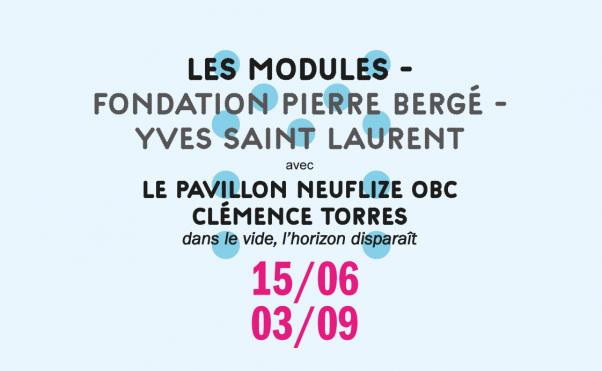 LES MODULES -
FONDATION PIERRE BERGÉ -
YVES SAINT LAURENT
avec
LE PAVILLON NEUFLIZE OBC
CLÉMENCE TORRES
dans le vide, l'horizon disparaît
15/06
03/09